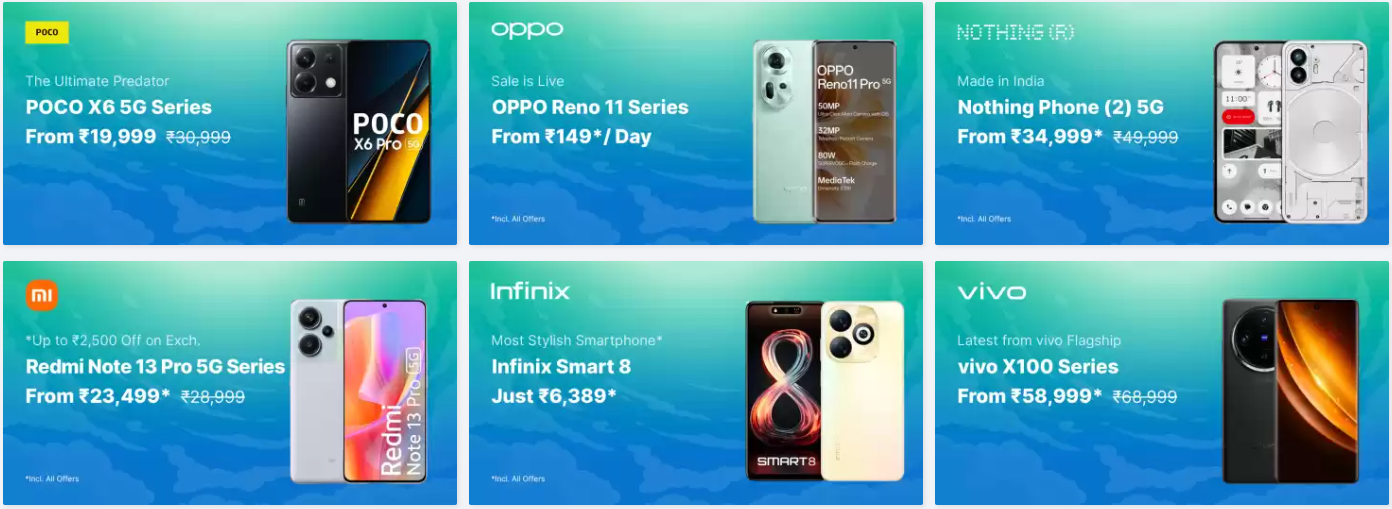 POCO
The Ultimate Predator
POCO X6 5G Series
From ₹19,999 ₹30,999
POCO
X6 Pro 5G
oppo
Sale is Live
OPPO Reno 11 Series
From ₹149*/ Day
*Incl. All Offers
OPPO
Reno11 Pro 5G
50MP
32MP
80W
MediaTek
NOTHING (R)
Made in India
Nothing Phone (2) 5G
From ₹34,999* ₹49,999
*Incl. All Offers
11:00
mi
*Up to ₹2,500 Off on Exch.
Redmi Note 13 Pro 5G Series
From ₹23,499* ₹28,999
*Incl. All Offers
Redmi
Note 13 Pro 5G
Infinix
Most Stylish Smartphone*
Infinix Smart 8
Just ₹6,389*
*Incl. All Offers
SMART 8
vivo
Latest from vivo Flagship
vivo X100 Series
From ₹58,999* ₹68,999